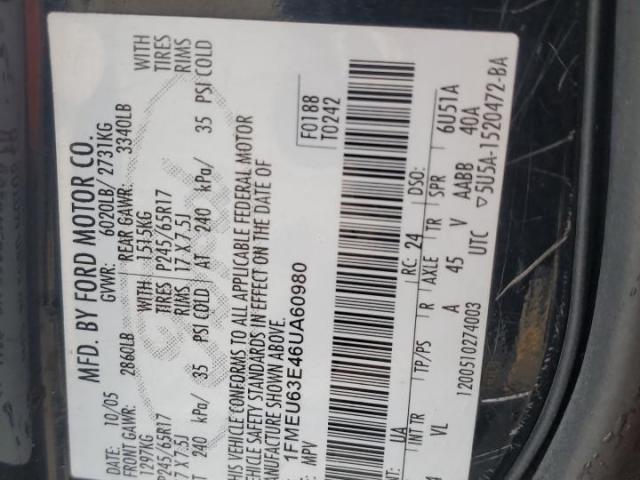 MFD. BY FORD MOTOR CO.
DATE: 10/05 GVWR: 6020LB/ 2731KG
FRONT GAWR: 2860LB REAR GAWR: 3340LB
1297KG WITH 1515KG WITH
P245/65R17 TIRES P245/65R17 TIRES
17 X 7.5J RIMS 17 X 7.5J RIMS
AT 240 kPa/ 35 PSI COLD AT 240 kPa/ 35 PSI COLD
THIS VEHICLE CONFORMS TO ALL APPLICABLE FEDERAL MOTOR
VEHICLE SAFETY STANDARDS IN EFFECT ON THE DATE OF
MANUFACTURE SHOWN ABOVE.
F0188
T0242
1FMEU63E46UA60980
MPV
UA RC: 24 DSO:
INT TR TP/PS R AXLE TR SPR 6U51A
VL A 45 V AABB 40A
4 1200510274003 UTC ▽5U5A-1520472-BA